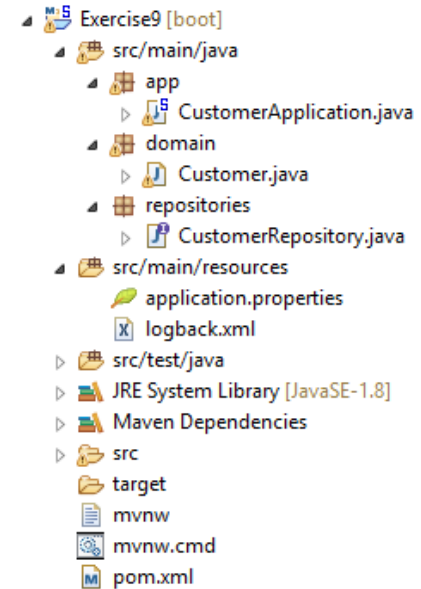 Exercise9 [boot]
src/main/java
app
CustomerApplication.java
domain
Customer.java
repositories
CustomerRepository.java
src/main/resources
application.properties
logback.xml
src/test/java
JRE System Library [JavaSE-1.8]
Maven Dependencies
src
target
mvnw
mvnw.cmd
pom.xml